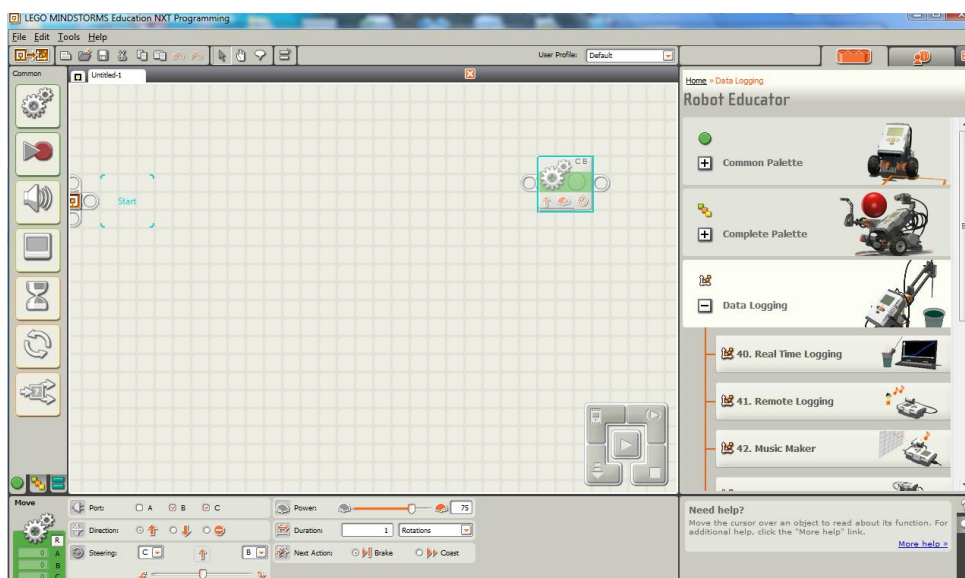 LEGO MINDSTORMS Education NXT Programming
File Edit Tools Help
User Profile: Default
Common
Untitled-1
Start
C B
Home » Data Logging
Robot Educator
Common Palette
Complete Palette
Data Logging
40. Real Time Logging
41. Remote Logging
42. Music Maker
Move
R
0 A
0 B
0 C
Port: A B C
Direction:
Steering: C B
Power: 75
Duration: 1 Rotations
Next Action: Brake Coast
Need help?
Move the cursor over an object to read about its function. For
additional help, click the "More help" link.
More help »